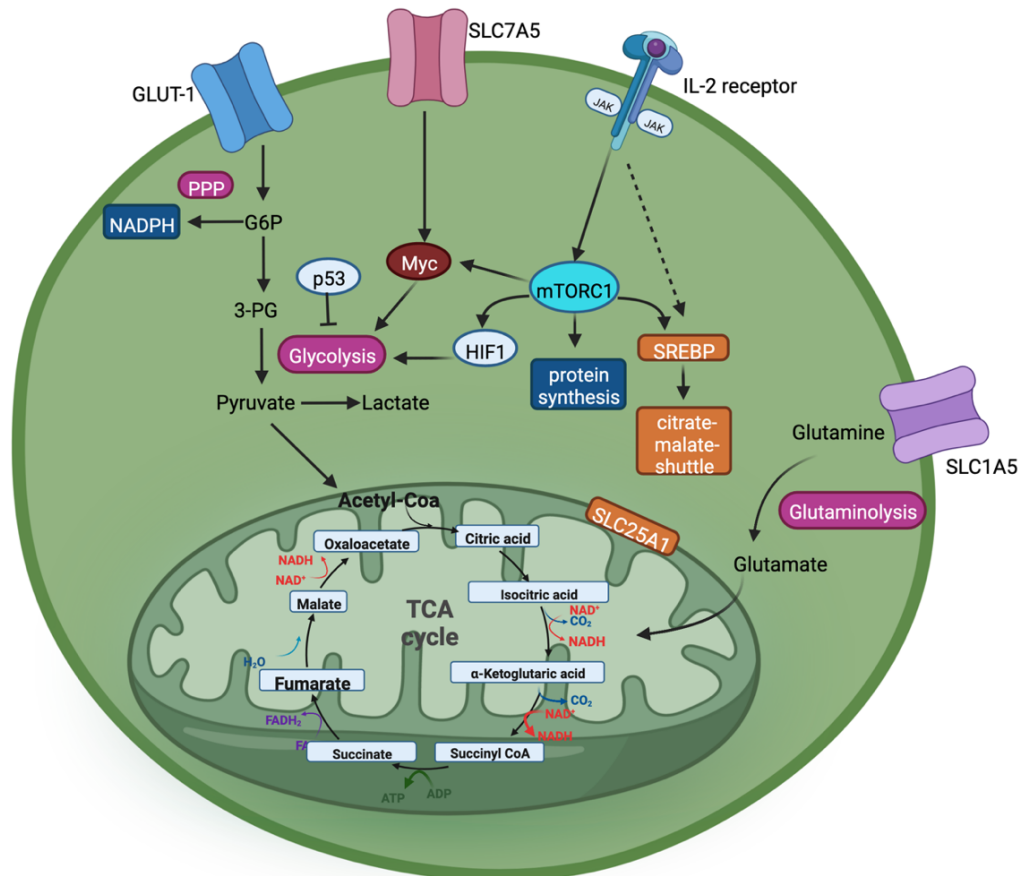 SLC7A5
GLUT-1
IL-2 receptor
JAK
JAK
PPP
NADPH
G6P
Myc
p53
mTORC1
3-PG
Glycolysis
HIF1
SREBP
protein
synthesis
Pyruvate
Lactate
citrate-
malate-
shuttle
Glutamine
SLC1A5
Acetyl-Coa
SLC25A1
Glutaminolysis
Oxaloacetate
Citric acid
NADH
NAD⁺
Glutamate
Isocritic acid
Malate
TCA
cycle
NAD⁺
CO₂
NADH
H₂O
Fumarate
α-Ketoglutaric acid
CO₂
FADH₂
NAD⁺
NADH
FA
Succinate
Succinyl CoA
ATP
ADP